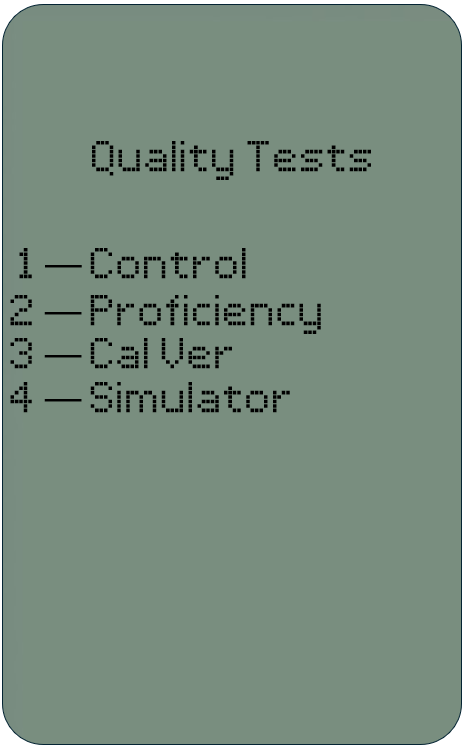 Quality Tests
1 — Control
2 — Proficiency
3 — Cal Ver
4 — Simulator